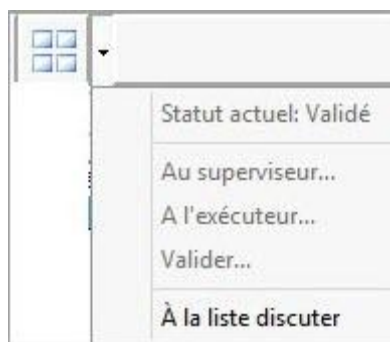 Statut actuel: Validé
Au superviseur...
A l'exécuteur...
Valider...
À la liste discuter